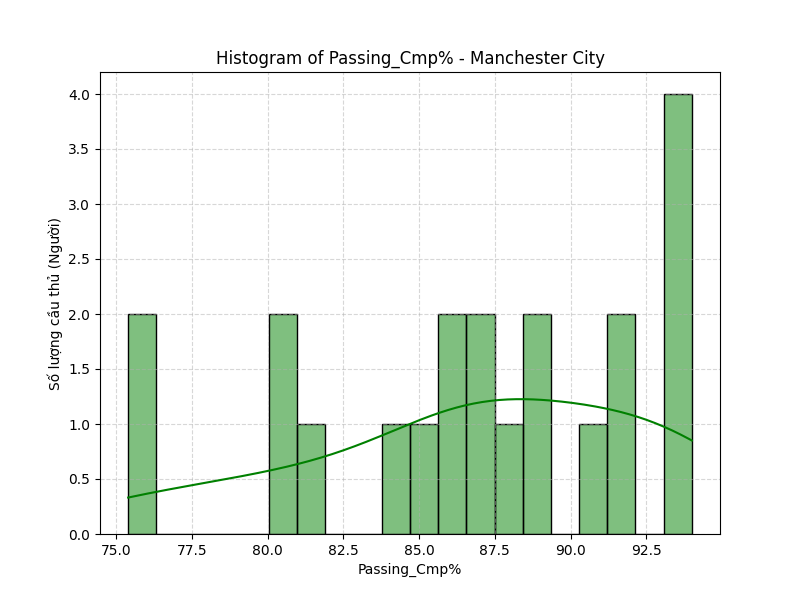 Histogram of Passing_Cmp% - Manchester City
Số lượng cầu thủ (Người)
4.0
3.5
3.0
2.5
2.0
1.5
1.0
0.5
0.0
75.0 77.5 80.0 82.5 85.0 87.5 90.0 92.5
Passing_Cmp%